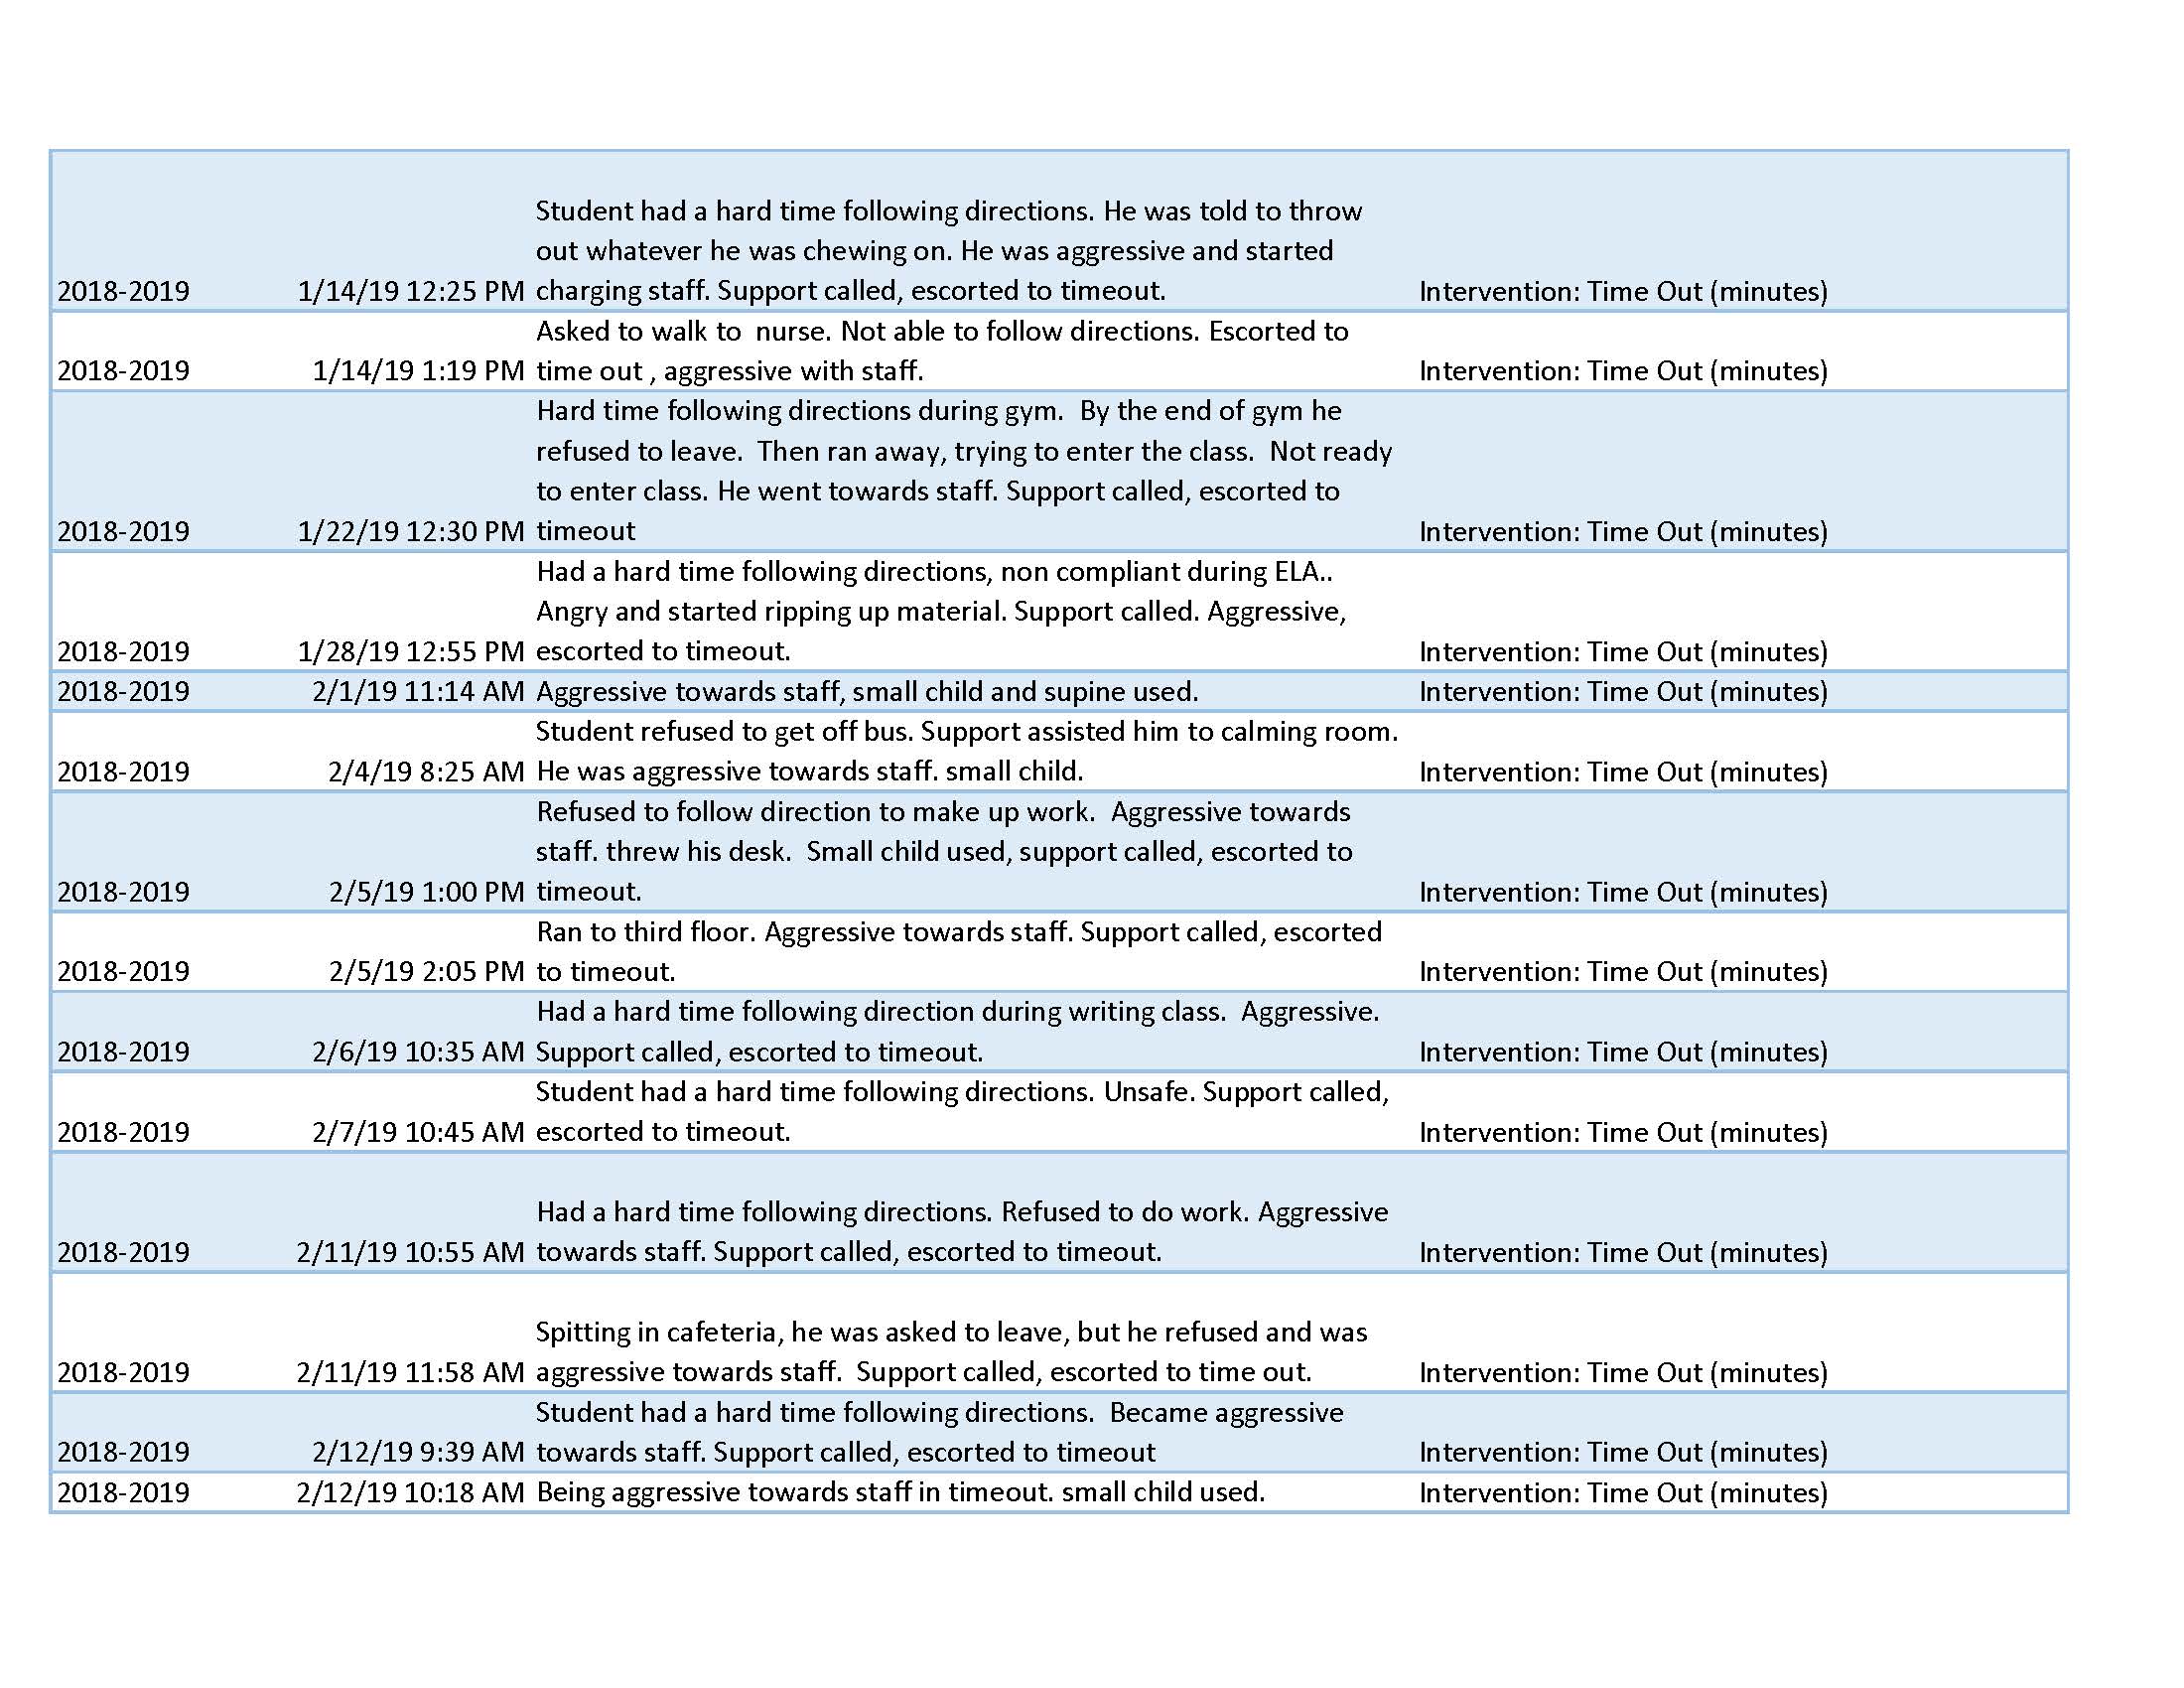 Student had a hard time following directions. He was told to throw
out whatever he was chewing on. He was aggressive and started
2018-2019 1/14/19 12:25 PM charging staff. Support called, escorted to timeout. Intervention: Time Out (minutes)
Asked to walk to  nurse. Not able to follow directions. Escorted to
2018-2019 1/14/19 1:19 PM time out , aggressive with staff. Intervention: Time Out (minutes)
Hard time following directions during gym.  By the end of gym he
refused to leave.  Then ran away, trying to enter the class.  Not ready
to enter class. He went towards staff. Support called, escorted to
2018-2019 1/22/19 12:30 PM timeout Intervention: Time Out (minutes)
Had a hard time following directions, non compliant during ELA..
Angry and started ripping up material. Support called. Aggressive,
2018-2019 1/28/19 12:55 PM escorted to timeout. Intervention: Time Out (minutes)
2018-2019 2/1/19 11:14 AM Aggressive towards staff, small child and supine used. Intervention: Time Out (minutes)
Student refused to get off bus. Support assisted him to calming room.
2018-2019 2/4/19 8:25 AM He was aggressive towards staff. small child. Intervention: Time Out (minutes)
Refused to follow direction to make up work.  Aggressive towards
staff. threw his desk.  Small child used, support called, escorted to
2018-2019 2/5/19 1:00 PM timeout. Intervention: Time Out (minutes)
Ran to third floor. Aggressive towards staff. Support called, escorted
2018-2019 2/5/19 2:05 PM to timeout. Intervention: Time Out (minutes)
Had a hard time following direction during writing class.  Aggressive.
2018-2019 2/6/19 10:35 AM Support called, escorted to timeout. Intervention: Time Out (minutes)
Student had a hard time following directions. Unsafe. Support called,
2018-2019 2/7/19 10:45 AM escorted to timeout. Intervention: Time Out (minutes)
Had a hard time following directions. Refused to do work. Aggressive
2018-2019 2/11/19 10:55 AM towards staff. Support called, escorted to timeout. Intervention: Time Out (minutes)
Spitting in cafeteria, he was asked to leave, but he refused and was
2018-2019 2/11/19 11:58 AM aggressive towards staff.  Support called, escorted to time out. Intervention: Time Out (minutes)
Student had a hard time following directions.  Became aggressive
2018-2019 2/12/19 9:39 AM towards staff. Support called, escorted to timeout Intervention: Time Out (minutes)
2018-2019 2/12/19 10:18 AM Being aggressive towards staff in timeout. small child used. Intervention: Time Out (minutes)